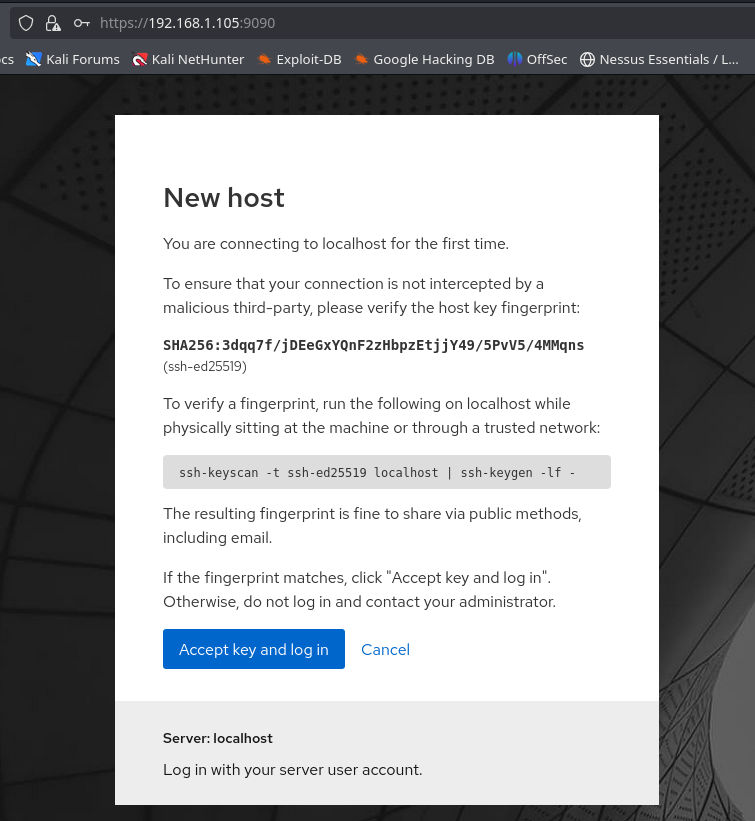 https://192.168.1.105:9090
cs Kali Forums Kali NetHunter Exploit-DB Google Hacking DB OffSec Nessus Essentials / L...
New host
You are connecting to localhost for the first time.
To ensure that your connection is not intercepted by a
malicious third-party, please verify the host key fingerprint:
SHA256:3dqq7f/jDEeGxYQnF2zHbpzEtjjY49/5PvV5/4MMqns
(ssh-ed25519)
To verify a fingerprint, run the following on localhost while
physically sitting at the machine or through a trusted network:
ssh-keyscan -t ssh-ed25519 localhost | ssh-keygen -lf -
The resulting fingerprint is fine to share via public methods,
including email.
If the fingerprint matches, click "Accept key and log in".
Otherwise, do not log in and contact your administrator.
Accept key and log in Cancel
Server: localhost
Log in with your server user account.